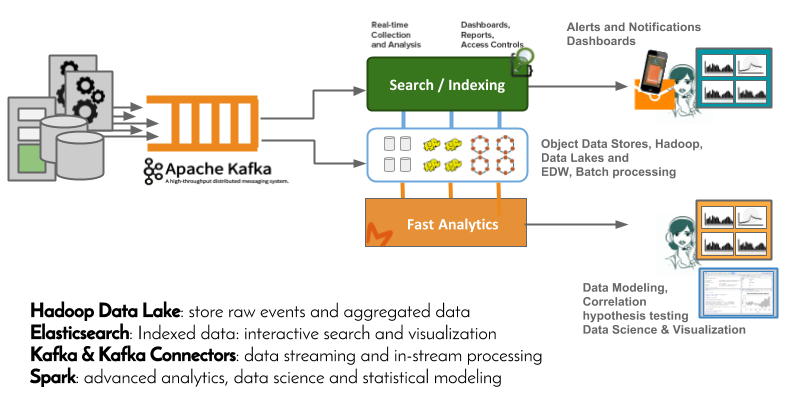 Real-time
Collection
and Analysis
Dashboards,
Reports,
Access Controls
Alerts and Notifications
Dashboards
Search / Indexing
Apache Kafka
A high-throughput distributed messaging system.
Object Data Stores, Hadoop,
Data Lakes and
EDW, Batch processing
Fast Analytics
Data Modeling,
Correlation
hypothesis testing
Data Science & Visualization
Hadoop Data Lake: store raw events and aggregated data
Elasticsearch: Indexed data: interactive search and visualization
Kafka & Kafka Connectors: data streaming and in-stream processing
Spark: advanced analytics, data science and statistical modeling